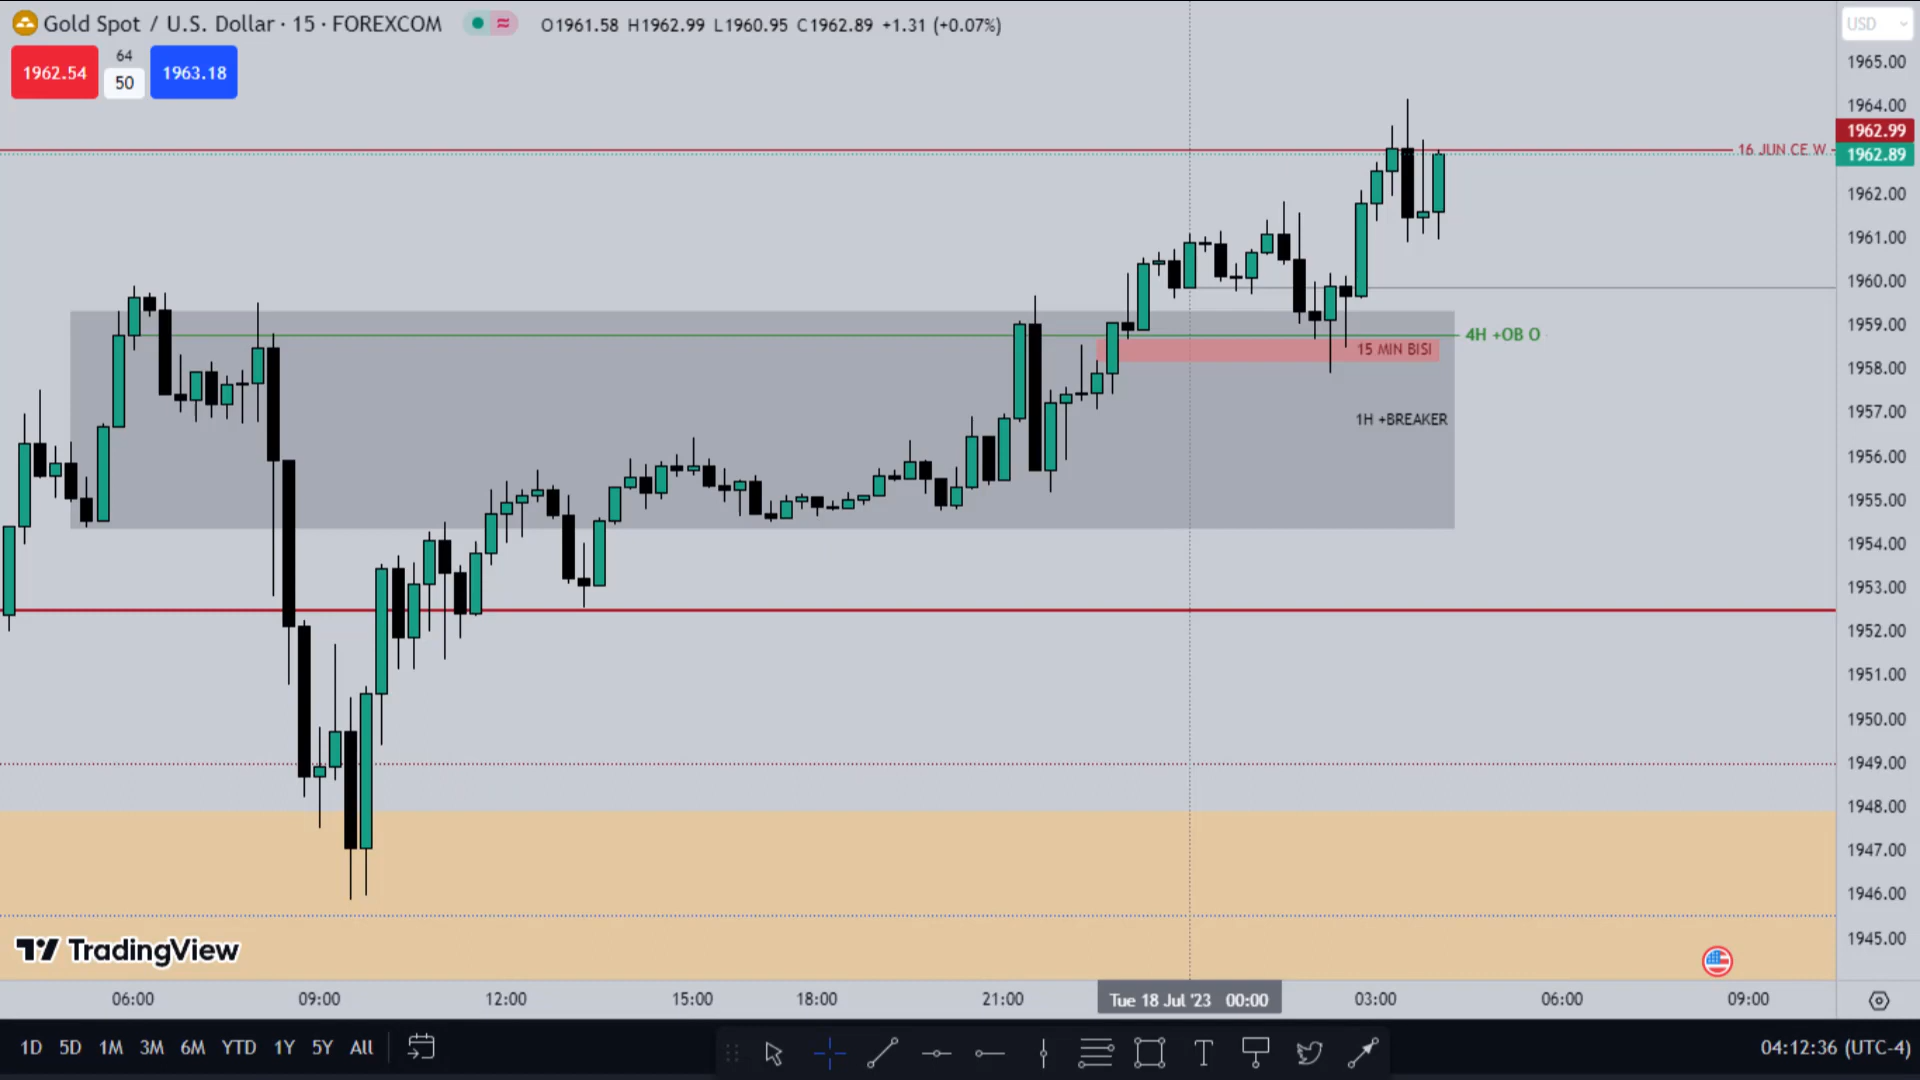 Gold Spot / U.S. Dollar · 15 · FOREXCOM
O1961.58 H1962.99 L1960.95 C1962.89 +1.31 (+0.07%)
USD
1962.54
64
50
1963.18
1965.00
1964.00
1962.99
16 JUN CE W
1962.89
1962.00
1961.00
1960.00
1959.00
4H +OB O
15 MIN BISI
1958.00
1H +BREAKER
1957.00
1956.00
1955.00
1954.00
1953.00
1952.00
1951.00
1950.00
1949.00
1948.00
1947.00
1946.00
1945.00
TradingView
06:00 09:00 12:00 15:00 18:00 21:00 Tue 18 Jul '23 00:00 03:00 06:00 09:00
1D 5D 1M 3M 6M YTD 1Y 5Y All
04:12:36 (UTC-4)